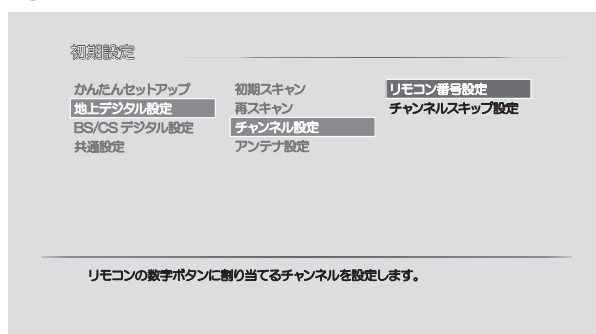 初期設定
かんたんセットアップ
地上デジタル設定
BS/CS デジタル設定
共通設定
初期スキャン
再スキャン
チャンネル設定
アンテナ設定
リモコン番号設定
チャンネルスキップ設定
リモコンの数字ボタンに割り当てるチャンネルを設定します。